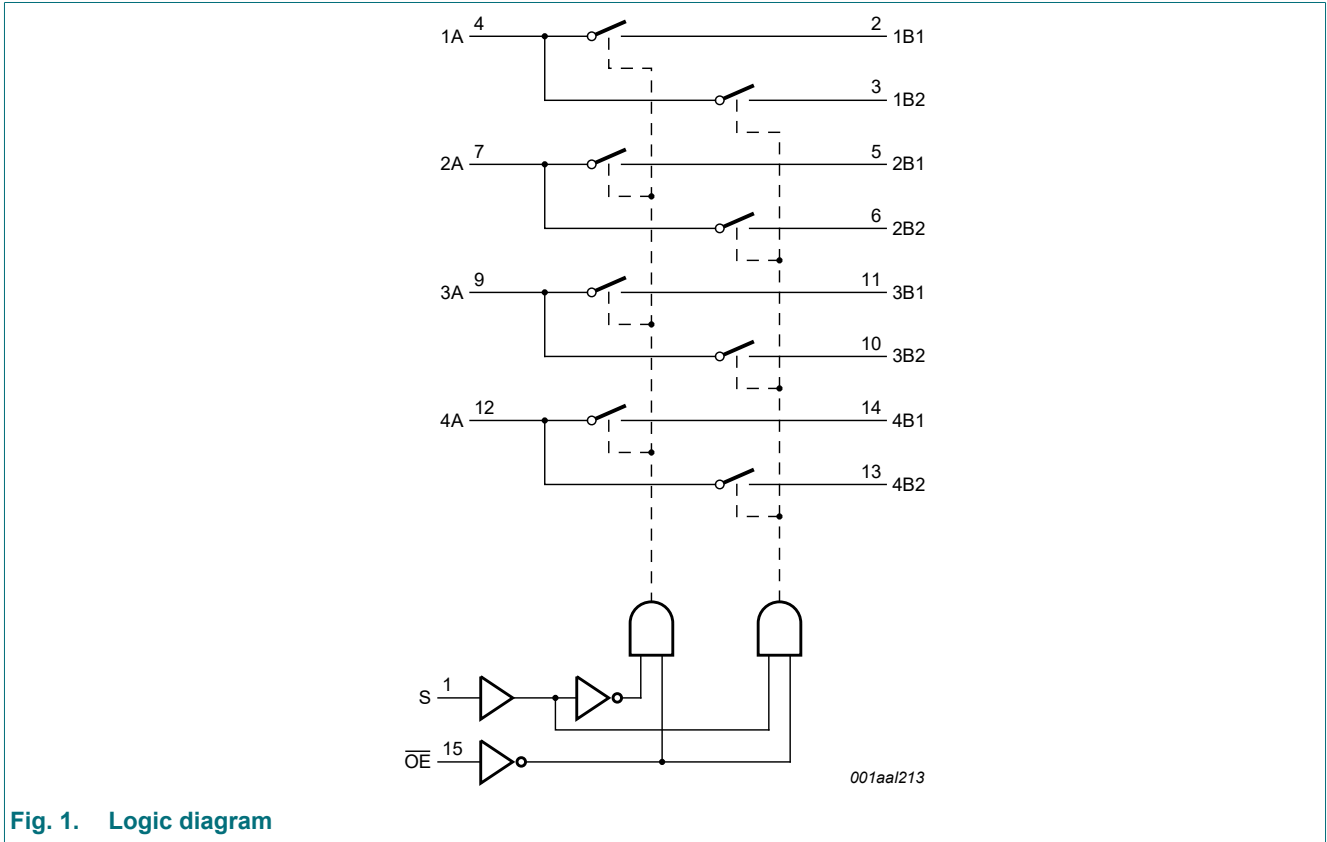 1A 4 2 1B1
3 1B2
2A 7 5 2B1
6 2B2
3A 9 11 3B1
10 3B2
4A 12 14 4B1
13 4B2
S 1
OE 15
001aal213
Fig. 1. Logic diagram